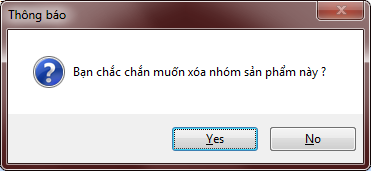 Thông báo
Bạn chắc chắn muốn xóa nhóm sản phẩm này ?
Yes No